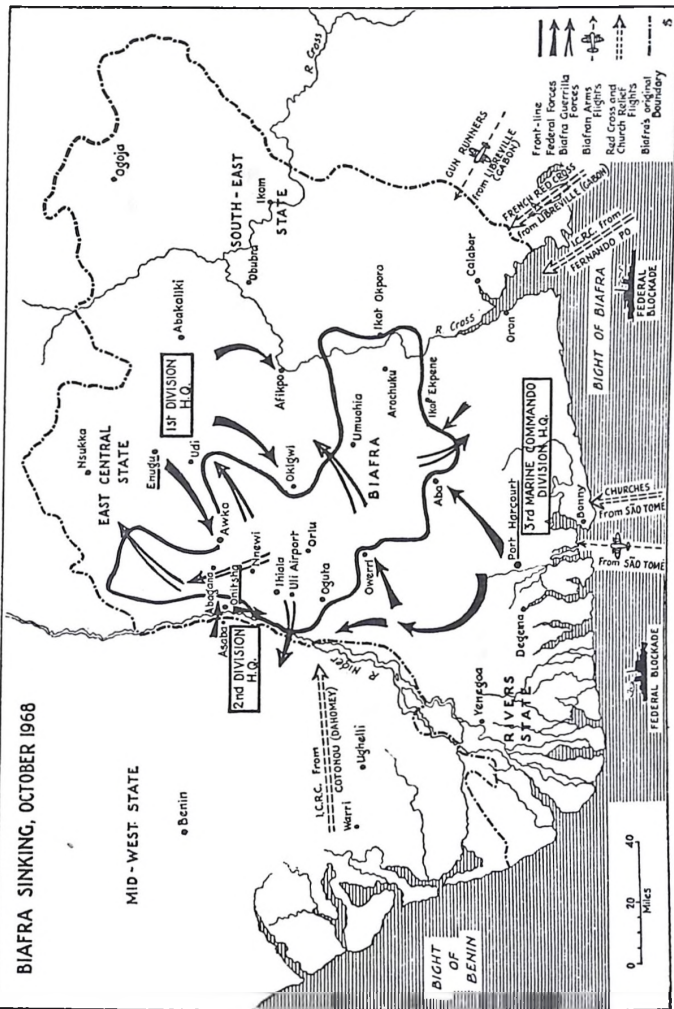 BIAFRA SINKING, OCTOBER 1968
MID-WEST STATE
Benin
Ogoja
Nsukka
EAST CENTRAL
STATE
Enugu
Udi
1ST DIVISION
H.Q.
Abakaliki
Obubra
Ikom
SOUTH-EAST
STATE
R Cross
Abagana
Onitsha
Awka
Asaba
2nd DIVISION
H.Q.
Nnewi
Ihiala
Uli Airport
Orlu
Oguta
Okigwi
Afikpo
Umuahia
BIAFRA
Arochuku
Ikot Okpara
Ikot Ekpene
Owerri
Aba
R Cross
Calabar
Oron
R Niger
I.C.R.C. From
COTONOU (DAHOMEY)
Warri
Ughelli
Yenegoa
RIVERS
STATE
Degema
Port Harcourt
3rd MARINE COMMANDO
DIVISION H.Q.
Bonny
CHURCHES
from SÃO TOMÉ
From SÃO TOMÉ
GUN RUNNERS
from LIBREVILLE
(GABON)
FRENCH RED CROSS
from LIBREVILLE (GABON)
I.C.R.C. from
FERNANDO PO
BIGHT
OF
BENIN
BIGHT OF BIAFRA
FEDERAL BLOCKADE
FEDERAL
BLOCKADE
0 20 40
Miles
Front-line
Federal Forces
Biafra Guerrilla
Forces
Biafran Arms
Flights
Red Cross and
Church Relief
Flights
Biafra's original
Boundary